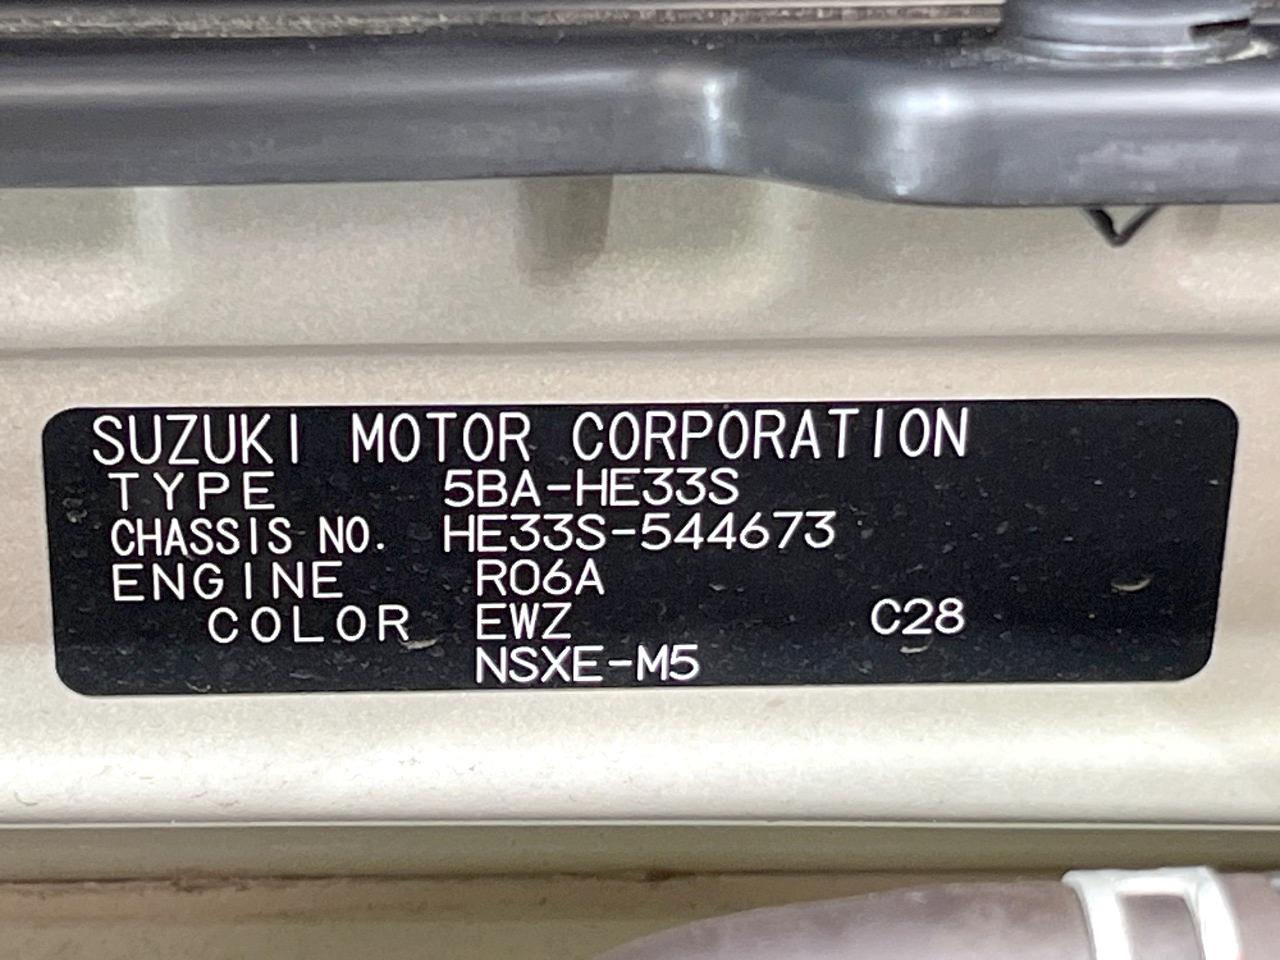 SUZUKI MOTOR CORPORATION
TYPE 5BA-HE33S
CHASSIS NO. HE33S-544673
ENGINE R06A
COLOR EWZ C28
NSXE-M5